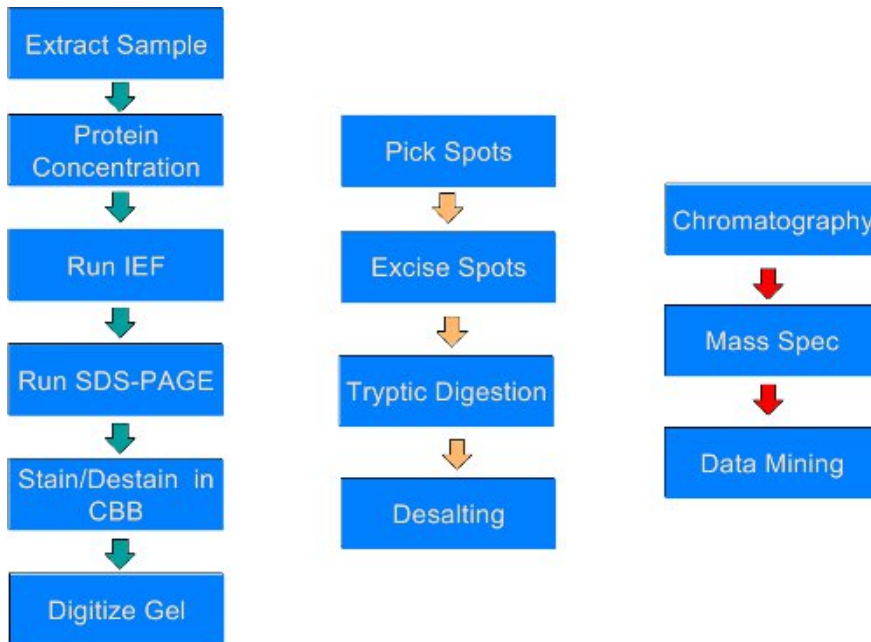 Extract Sample
Protein
Concentration
Run IEF
Run SDS-PAGE
Stain/Destain in
CBB
Digitize Gel
Pick Spots
Excise Spots
Tryptic Digestion
Desalting
Chromatography
Mass Spec
Data Mining